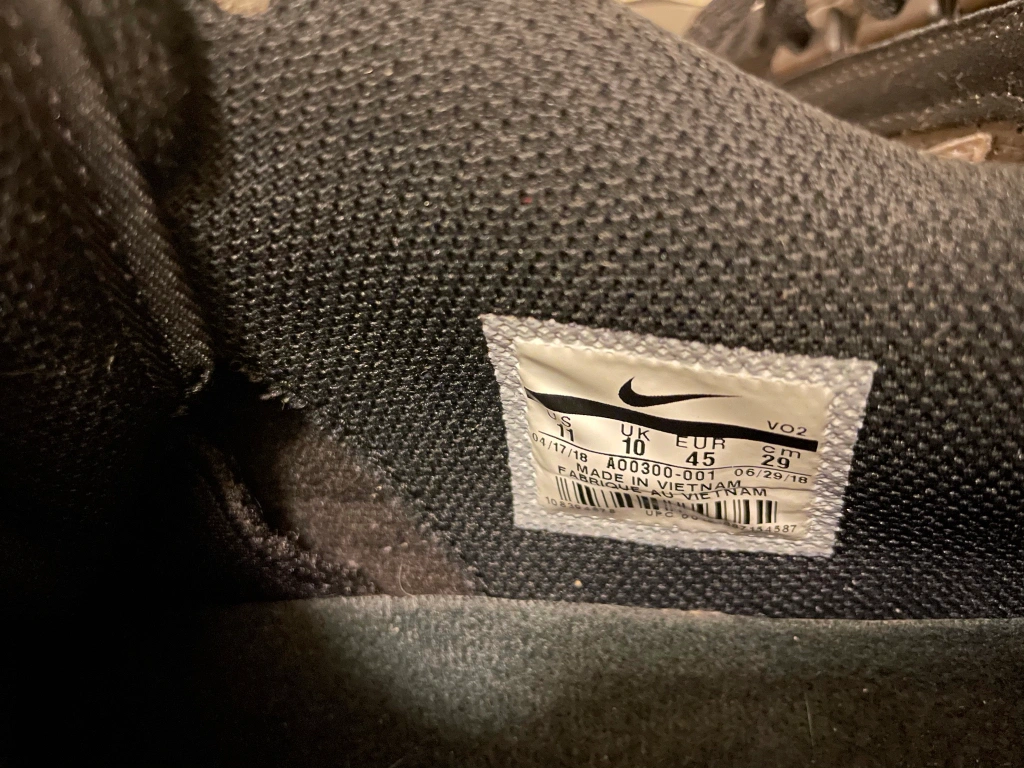 VO2
US UK EUR cm
11 10 45 29
04/17/18 A00300-001 06/29/18
MADE IN VIETNAM
FABRIQUE AU VIETNAM
UPC